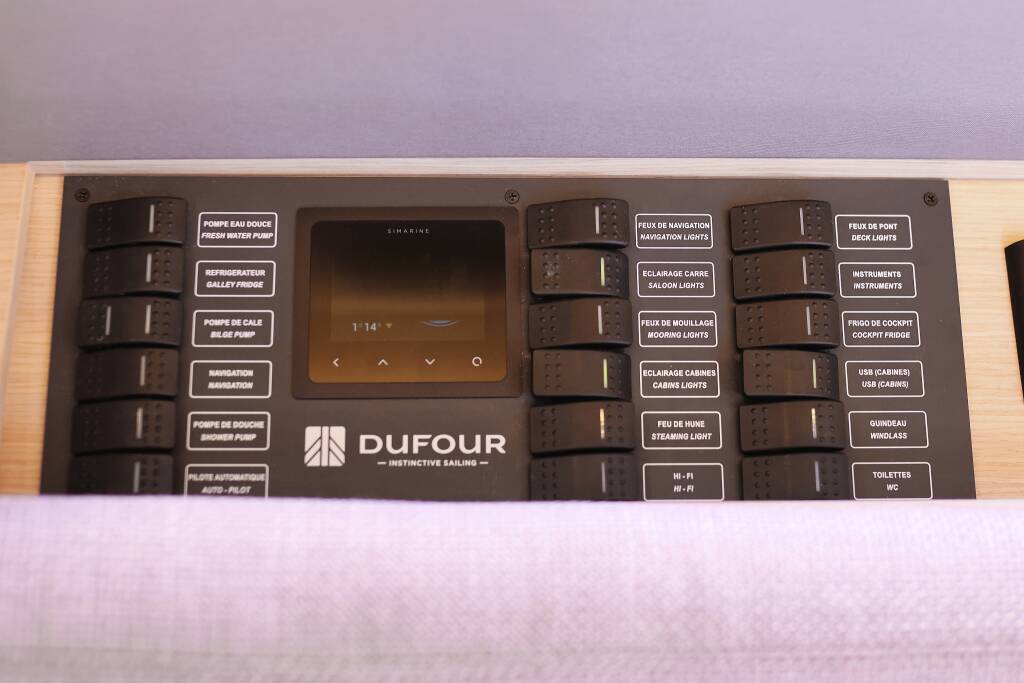 POMPE EAU DOUCE
FRESH WATER PUMP
REFRIGERATEUR
GALLEY FRIDGE
POMPE DE CALE
BILGE PUMP
NAVIGATION
NAVIGATION
POMPE DE DOUCHE
SHOWER PUMP
PILOTE AUTOMATIQUE
AUTO - PILOT
SIMARINE
DUFOUR
INSTINCTIVE SAILING
FEUX DE NAVIGATION
NAVIGATION LIGHTS
ECLAIRAGE CARRE
SALOON LIGHTS
FEUX DE MOUILLAGE
MOORING LIGHTS
ECLAIRAGE CABINES
CABINS LIGHTS
FEU DE HUNE
STEAMING LIGHT
HI - FI
HI - FI
FEUX DE PONT
DECK LIGHTS
INSTRUMENTS
INSTRUMENTS
FRIGO DE COCKPIT
COCKPIT FRIDGE
USB (CABINES)
USB (CABINS)
GUINDEAU
WINDLASS
TOILETTES
WC